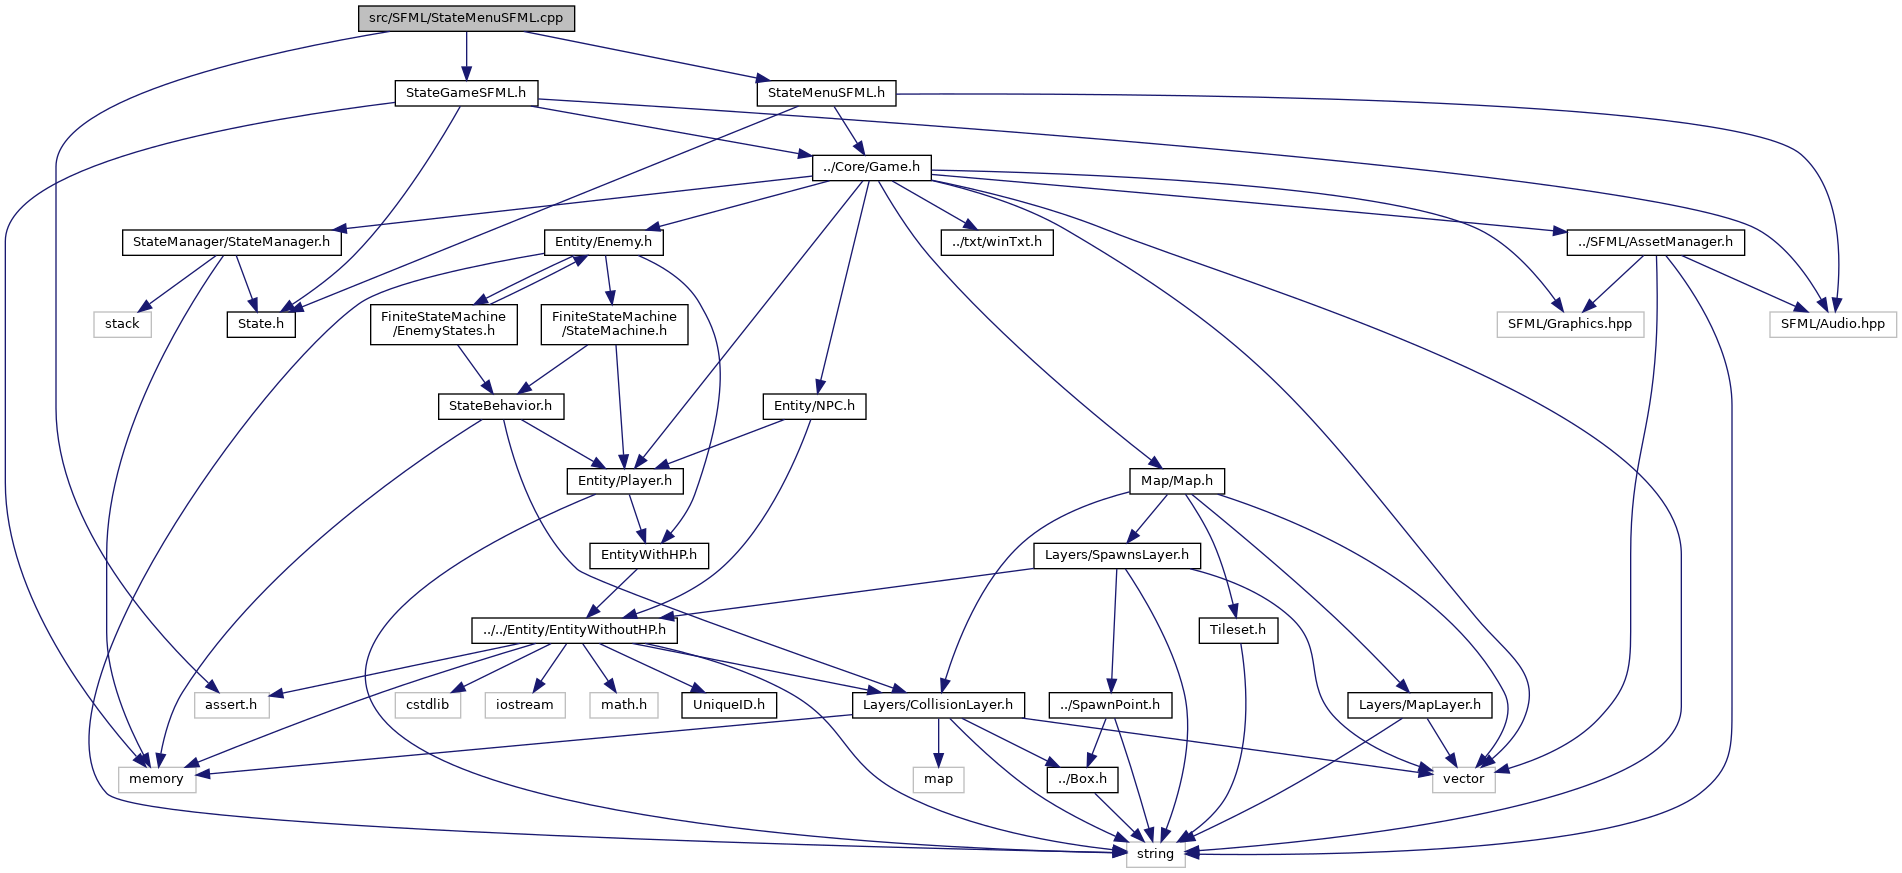 src/SFML/StateMenuSFML.cpp
StateGameSFML.h
StateMenuSFML.h
../Core/Game.h
StateManager/StateManager.h
Entity/Enemy.h
../txt/winTxt.h
../SFML/AssetManager.h
stack
State.h
FiniteStateMachine
/EnemyStates.h
FiniteStateMachine
/StateMachine.h
SFML/Graphics.hpp
SFML/Audio.hpp
StateBehavior.h
Entity/NPC.h
Entity/Player.h
Map/Map.h
EntityWithHP.h
Layers/SpawnsLayer.h
../../Entity/EntityWithoutHP.h
Tileset.h
assert.h
cstdlib
iostream
math.h
UniqueID.h
Layers/CollisionLayer.h
../SpawnPoint.h
Layers/MapLayer.h
memory
map
../Box.h
vector
string